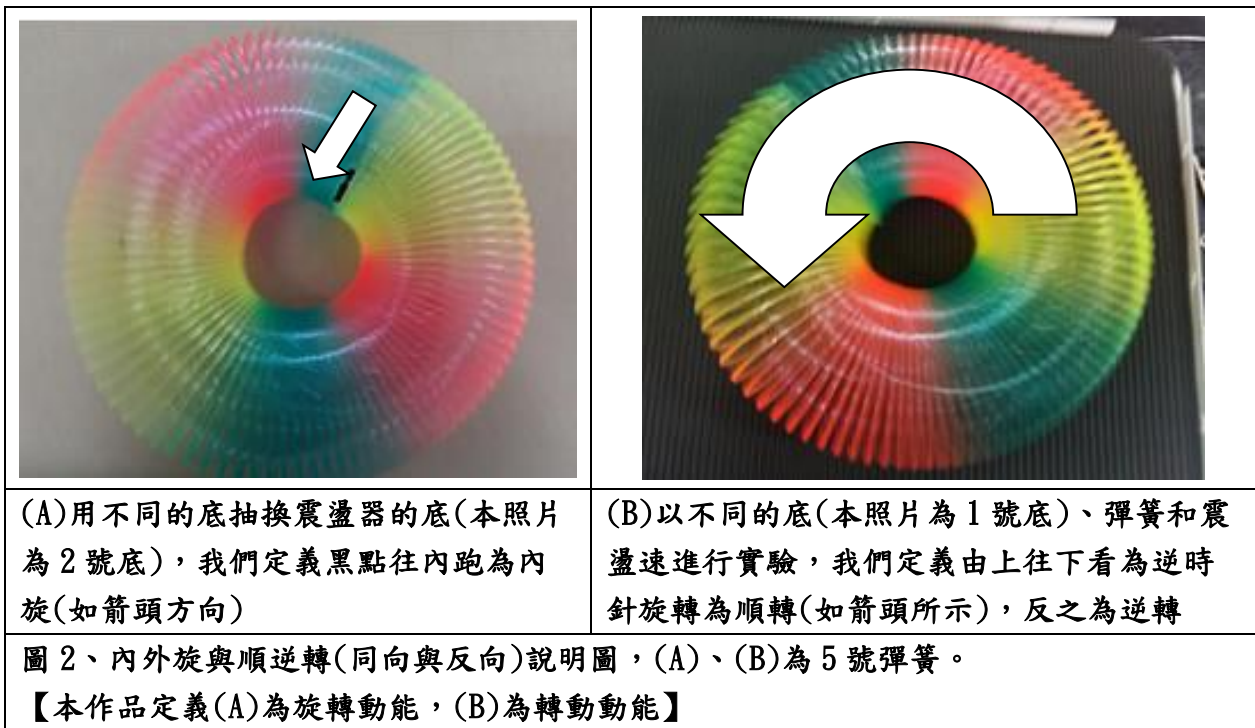 (A)用不同的底抽換震盪器的底(本照片
為 2 號底)，我們定義黑點往內跑為內
旋(如箭頭方向)
(B)以不同的底(本照片為 1 號底)、彈簧和震
盪速進行實驗，我們定義由上往下看為逆時
針旋轉為順轉(如箭頭所示)，反之為逆轉
圖 2、內外旋與順逆轉(同向與反向)說明圖，(A)、(B)為 5 號彈簧。
【本作品定義(A)為旋轉動能，(B)為轉動動能】